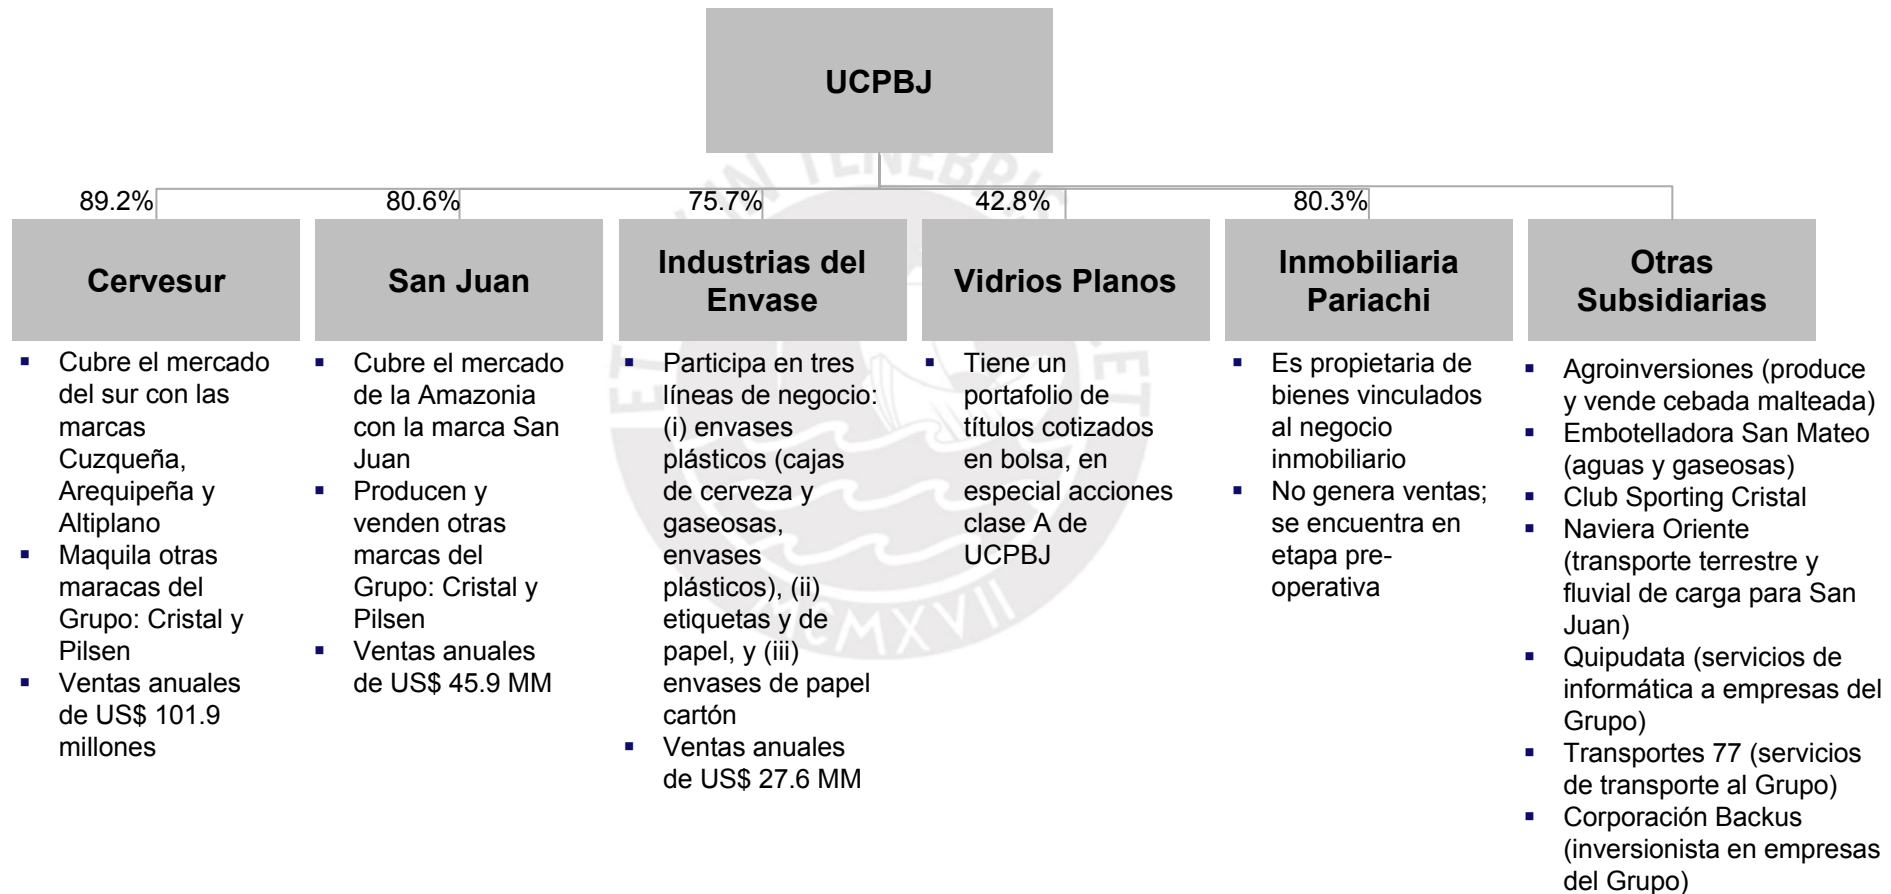 UCPBJ
IN TENEBRIS
89.2%
80.6%
75.7%
42.8%
80.3%
Cervesur
San Juan
Industrias del
Envase
Vidrios Planos
Inmobiliaria
Pariachi
Otras
Subsidiarias
▪ Cubre el mercado
del sur con las
marcas
Cuzqueña,
Arequipeña y
Altiplano
▪ Maquila otras
maracas del
Grupo: Cristal y
Pilsen
▪ Ventas anuales
de US$ 101.9
millones
▪ Cubre el mercado
de la Amazonia
con la marca San
Juan
▪ Producen y
venden otras
marcas del
Grupo: Cristal y
Pilsen
▪ Ventas anuales
de US$ 45.9 MM
▪ Participa en tres
líneas de negocio:
(i) envases
plásticos (cajas
de cerveza y
gaseosas,
envases
plásticos), (ii)
etiquetas y de
papel, y (iii)
envases de papel
cartón
▪ Ventas anuales
de US$ 27.6 MM
▪ Tiene un
portafolio de
títulos cotizados
en bolsa, en
especial acciones
clase A de
UCPBJ
▪ Es propietaria de
bienes vinculados
al negocio
inmobiliario
▪ No genera ventas;
se encuentra en
etapa pre-
operativa
▪ Agroinversiones (produce
y vende cebada malteada)
▪ Embotelladora San Mateo
(aguas y gaseosas)
▪ Club Sporting Cristal
▪ Naviera Oriente
(transporte terrestre y
fluvial de carga para San
Juan)
▪ Quipudata (servicios de
informática a empresas del
Grupo)
▪ Transportes 77 (servicios
de transporte al Grupo)
▪ Corporación Backus
(inversionista en empresas
del Grupo)
ET
MCMXVII